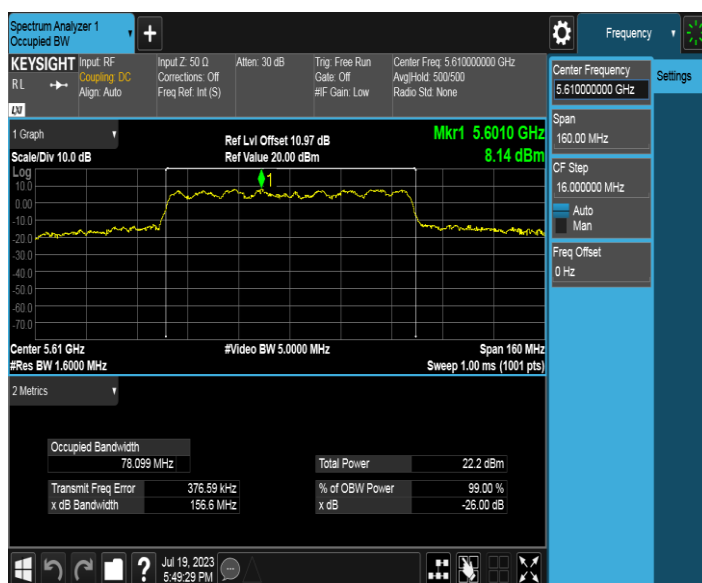 Spectrum Analyzer 1
Occupied BW
+
Frequency
KEYSIGHT
RL
LXI
Input: RF
Coupling: DC
Align: Auto
Input Z: 50 Ω
Corrections: Off
Freq Ref: Int (S)
Atten: 30 dB
Trig: Free Run
Gate: Off
#IF Gain: Low
Center Freq: 5.610000000 GHz
Avg|Hold: 500/500
Radio Std: None
Center Frequency
5.610000000 GHz
Settings
Span
160.00 MHz
CF Step
16.000000 MHz
Auto
Man
Freq Offset
0 Hz
1 Graph
Scale/Div 10.0 dB
Ref Lvl Offset 10.97 dB
Ref Value 20.00 dBm
Mkr1 5.6010 GHz
8.14 dBm
Log
10.0
0.00
-10.0
-20.0
-30.0
-40.0
-50.0
-60.0
-70.0
1
Center 5.61 GHz
#Res BW 1.6000 MHz
#Video BW 5.0000 MHz
Span 160 MHz
Sweep 1.00 ms (1001 pts)
2 Metrics
Occupied Bandwidth
78.099 MHz
Total Power 22.2 dBm
Transmit Freq Error 376.59 kHz
% of OBW Power 99.00 %
x dB Bandwidth 156.6 MHz
x dB -26.00 dB
?
Jul 19, 2023
5:49:29 PM